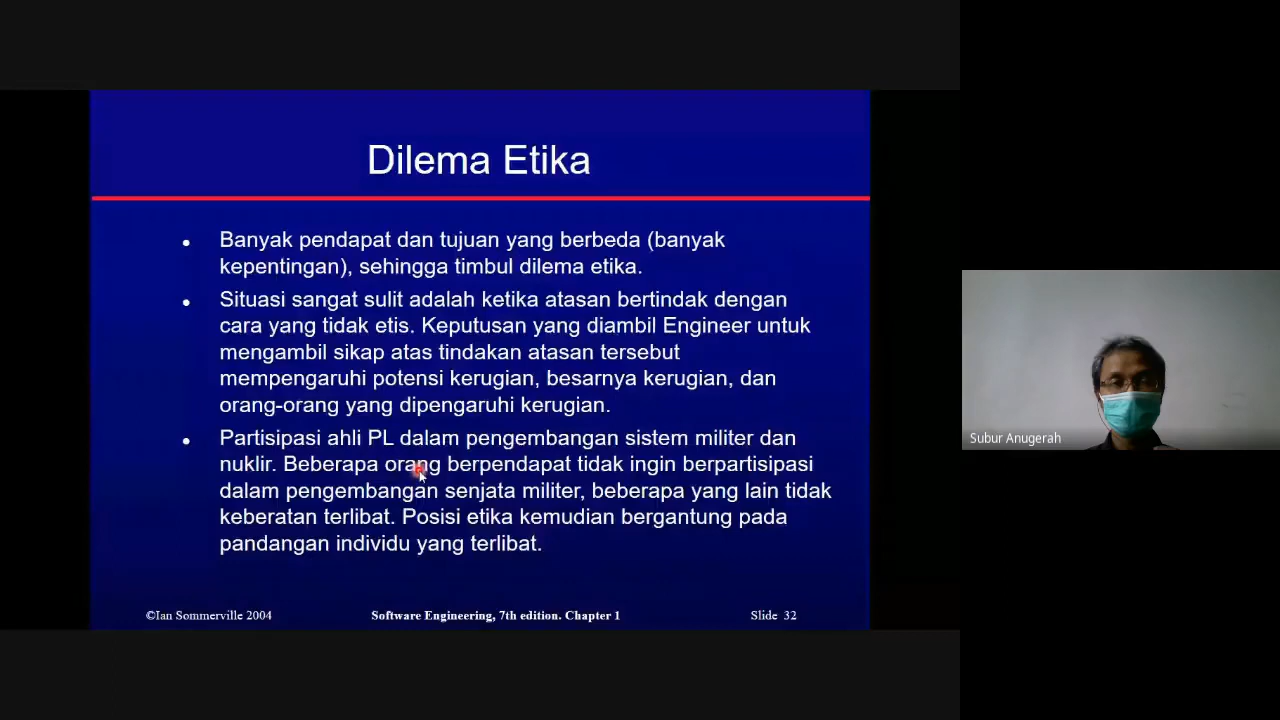 Dilema Etika
Banyak pendapat dan tujuan yang berbeda (banyak
kepentingan), sehingga timbul dilema etika.
Situasi sangat sulit adalah ketika atasan bertindak dengan
cara yang tidak etis. Keputusan yang diambil Engineer untuk
mengambil sikap atas tindakan atasan tersebut
mempengaruhi potensi kerugian, besarnya kerugian, dan
orang-orang yang dipengaruhi kerugian.
Partisipasi ahli PL dalam pengembangan sistem militer dan
nuklir. Beberapa orang berpendapat tidak ingin berpartisipasi
dalam pengembangan senjata militer, beberapa yang lain tidak
keberatan terlibat. Posisi etika kemudian bergantung pada
pandangan individu yang terlibat.
©Ian Sommerville 2004
Software Engineering, 7th edition. Chapter 1
Slide 32
Subur Anugerah